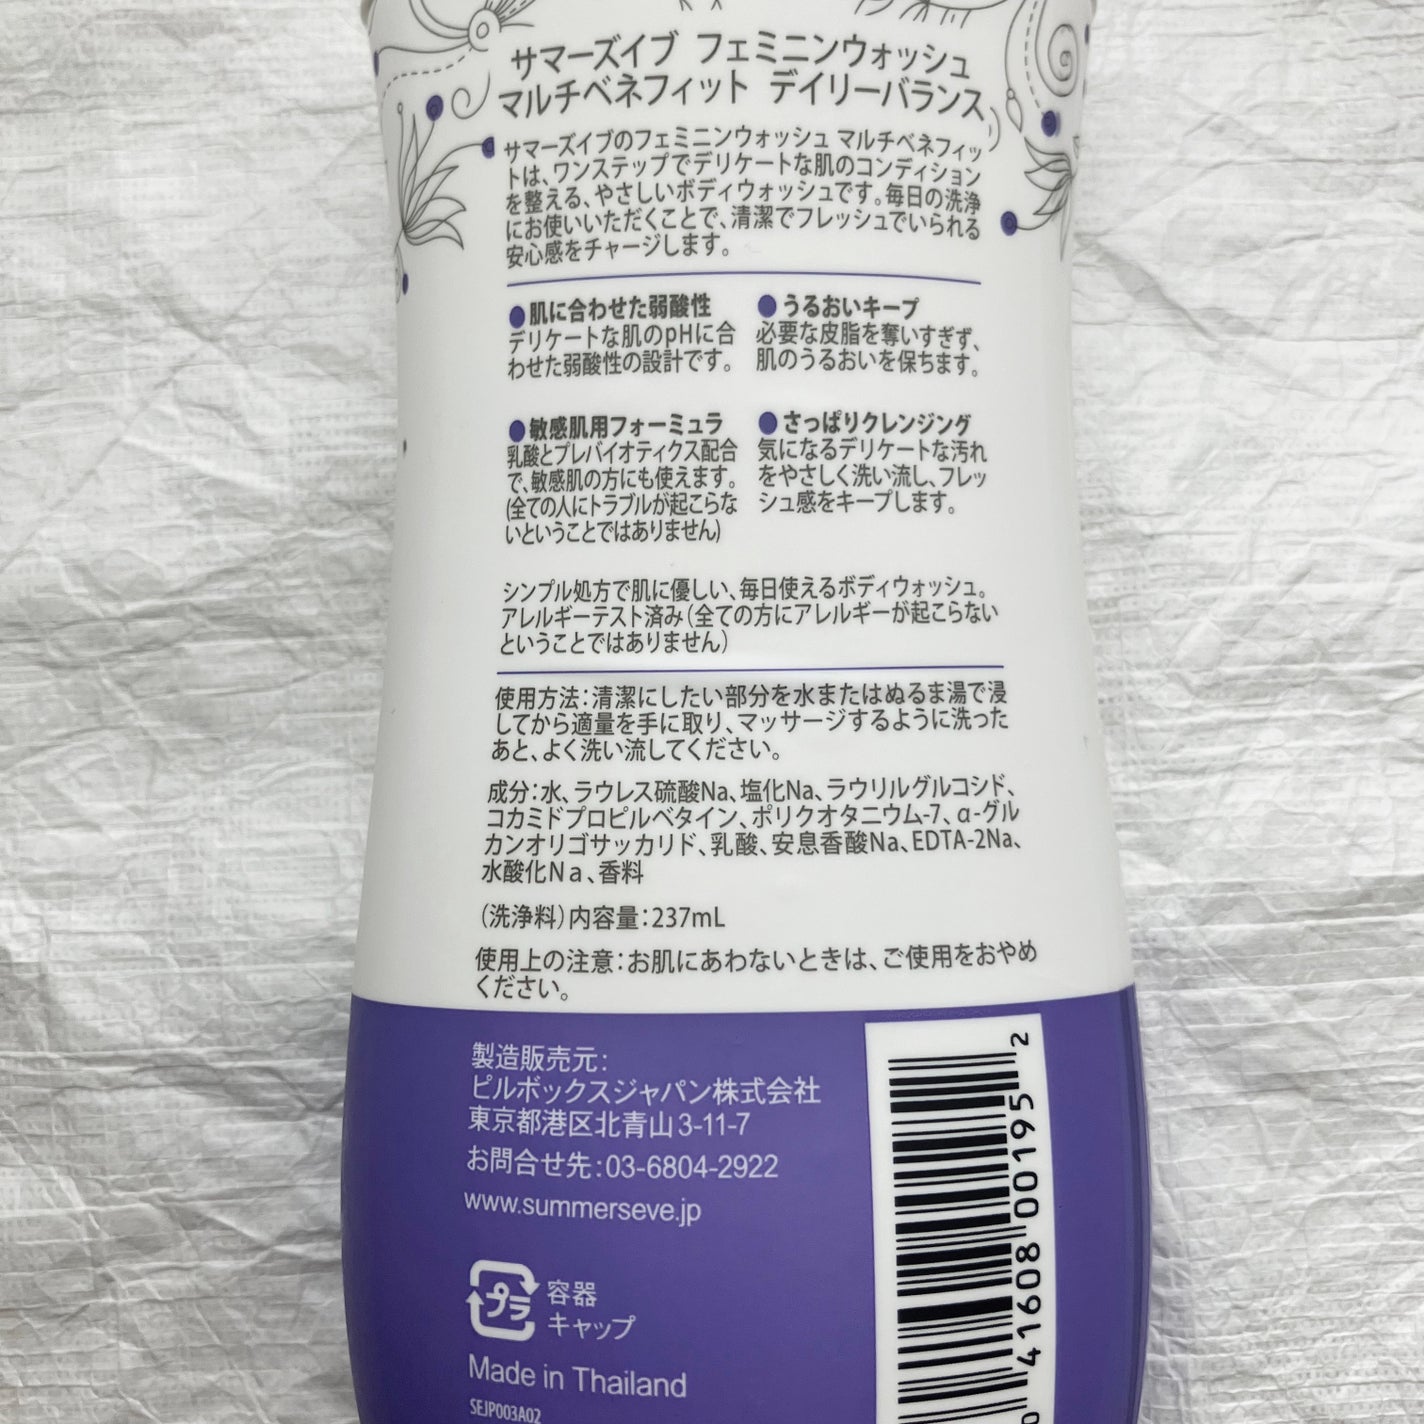 サマーズイブ フェミニンウォッシュ
マルチベネフィット デイリーバランス
サマーズイブのフェミニンウォッシュ マルチベネフィッ
トは、ワンステップでデリケートな肌のコンディション
を整える、やさしいボディウォッシュです。毎日の洗浄
にお使いいただくことで、清潔でフレッシュでいられる
安心感をチャージします。
●肌に合わせた弱酸性
デリケートな肌のpHに合
わせた弱酸性の設計です。
●うるおいキープ
必要な皮脂を奪いすぎず、
肌のうるおいを保ちます。
●敏感肌用フォーミュラ
乳酸とプレバイオティクス配合
で、敏感肌の方にも使えます。
(全ての人にトラブルが起こらな
いということではありません)
●さっぱりクレンジング
気になるデリケートな汚れ
をやさしく洗い流し、フレッ
シュ感をキープします。
シンプル処方で肌に優しい、毎日使えるボディウォッシュ。
アレルギーテスト済み（全ての方にアレルギーが起こらない
ということではありません）
使用方法：清潔にしたい部分を水またはぬるま湯で浸
してから適量を手に取り、マッサージするように洗った
あと、よく洗い流してください。
成分：水、ラウレス硫酸Na、塩化Na、ラウリルグルコシド、
コカミドプロピルベタイン、ポリクオタニウム-7、α-グル
カンオリゴサッカリド、乳酸、安息香酸Na、EDTA-2Na、
水酸化Ｎａ、香料
（洗浄料）内容量：237mL
使用上の注意：お肌にあわないときは、ご使用をおやめ
ください。
製造販売元：
ピルボックスジャパン株式会社
東京都港区北青山3-11-7
お問合せ先：03-6804-2922
www.summerseve.jp
プラ
容器
キャップ
Made in Thailand
SEJP003A02
0 41608 00195 2